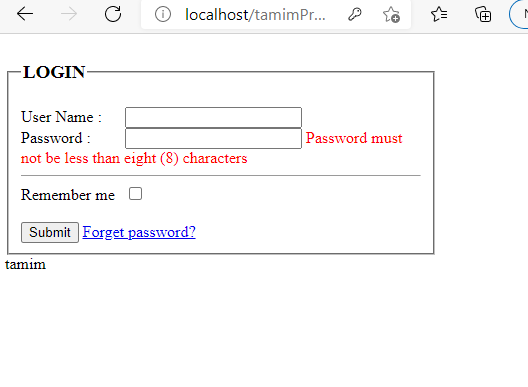 localhost/tamimPr...
LOGIN
User Name :
Password : Password must
not be less than eight (8) characters
Remember me
Submit Forget password?
tamim